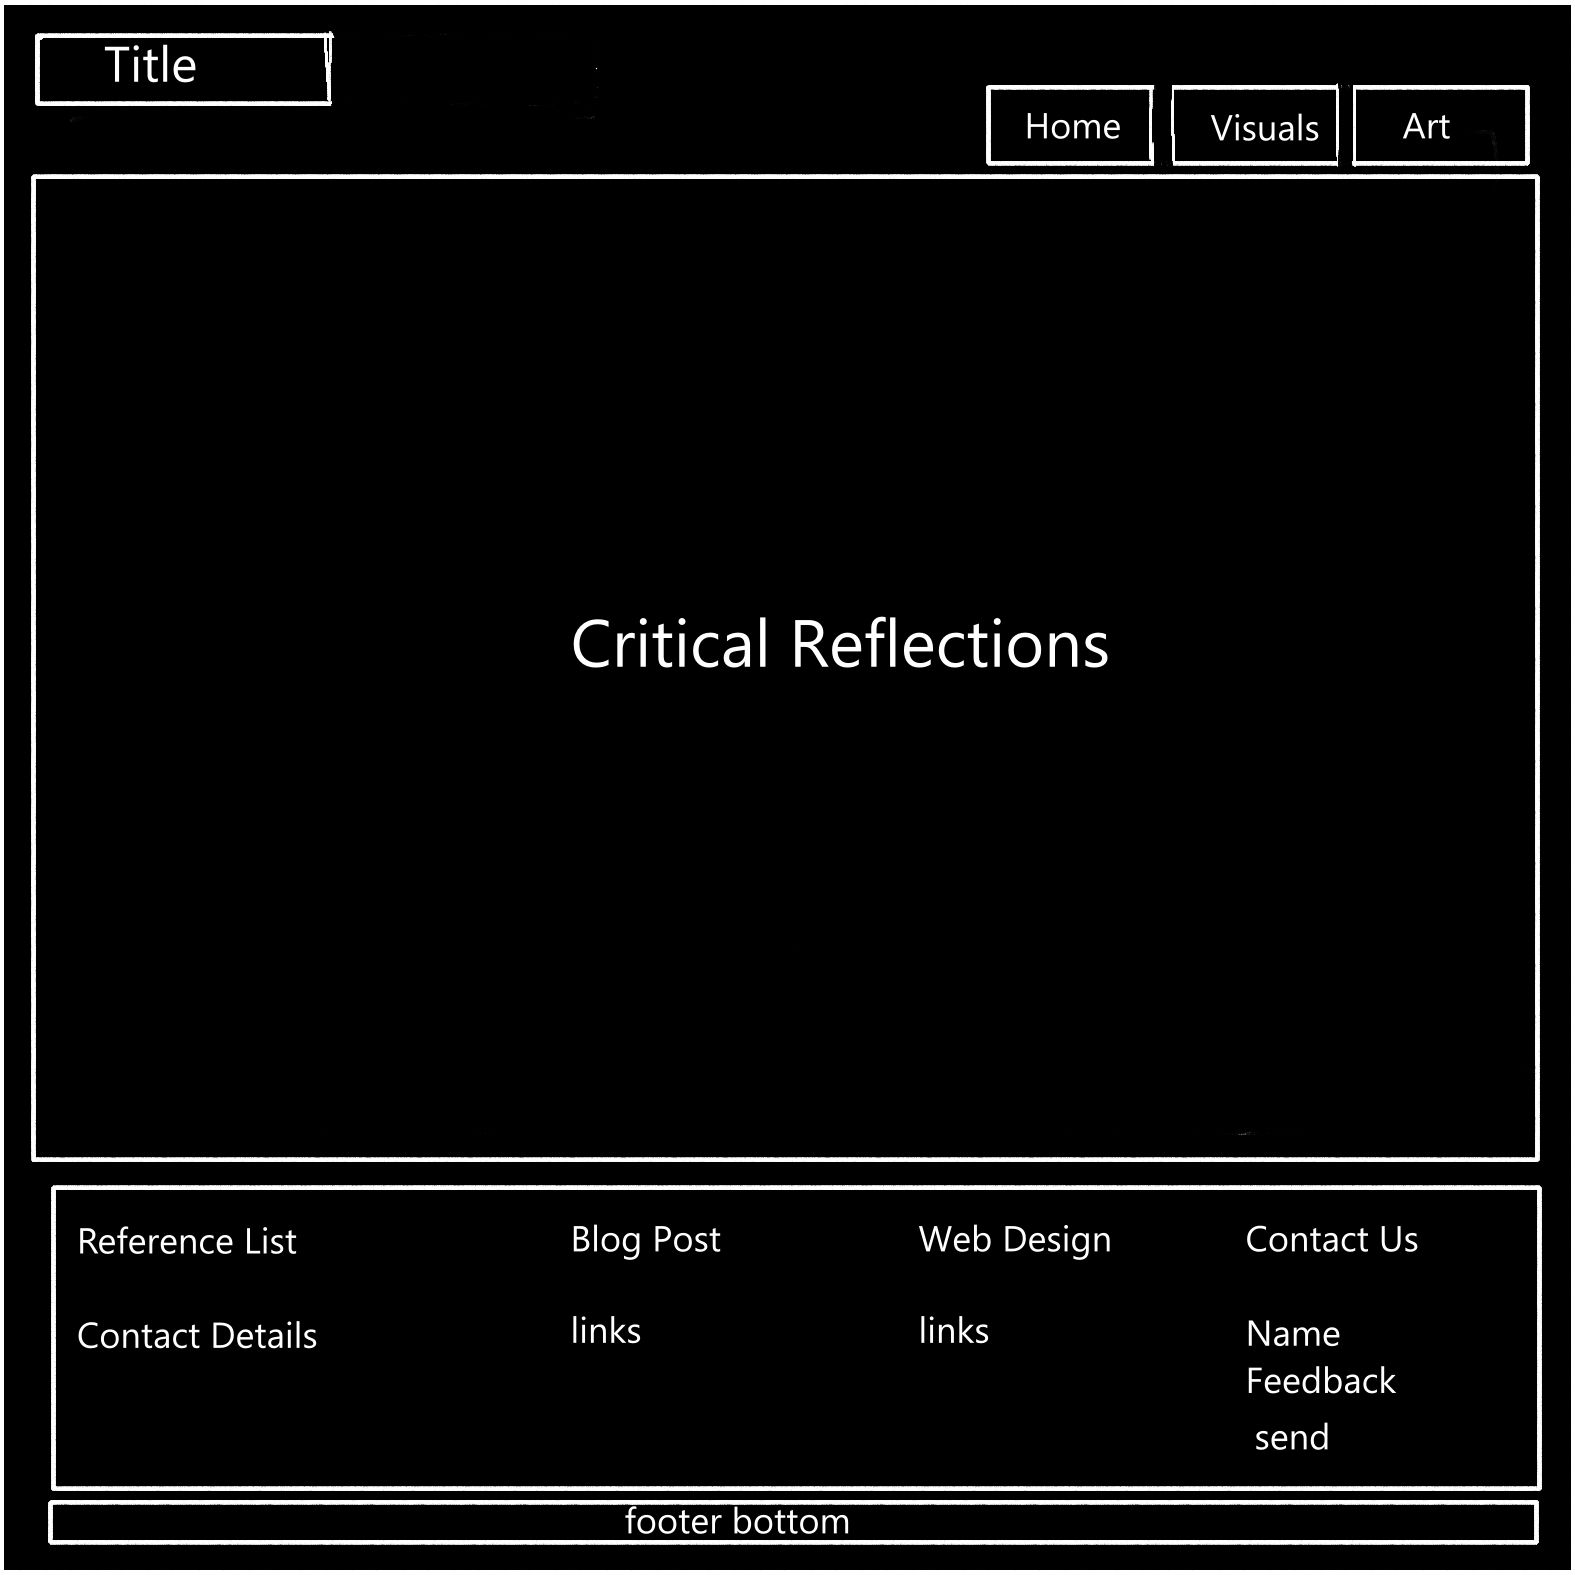 Title
Home
Visuals
Art
Critical Reflections
Reference List
Contact Details
Blog Post
links
Web Design
links
Contact Us
Name
Feedback
send
footer bottom